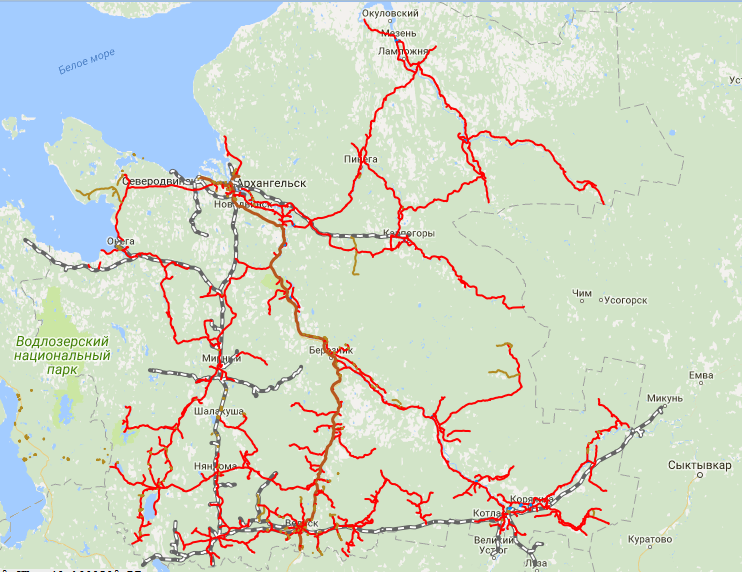 Окуловский
Мезень
Лампожня
Белое море
Пинега
Северодвинск
Архангельск
Новодвинск
Онега
Карпогоры
Чим
Усогорск
Водлозерский
национальный
парк
Березник
Мирный
Емва
Микунь
Шалакуша
Няндома
Сыктывкар
Коряжма
Котлас
Вельск
Великий
Устюг
Куратово
Луза